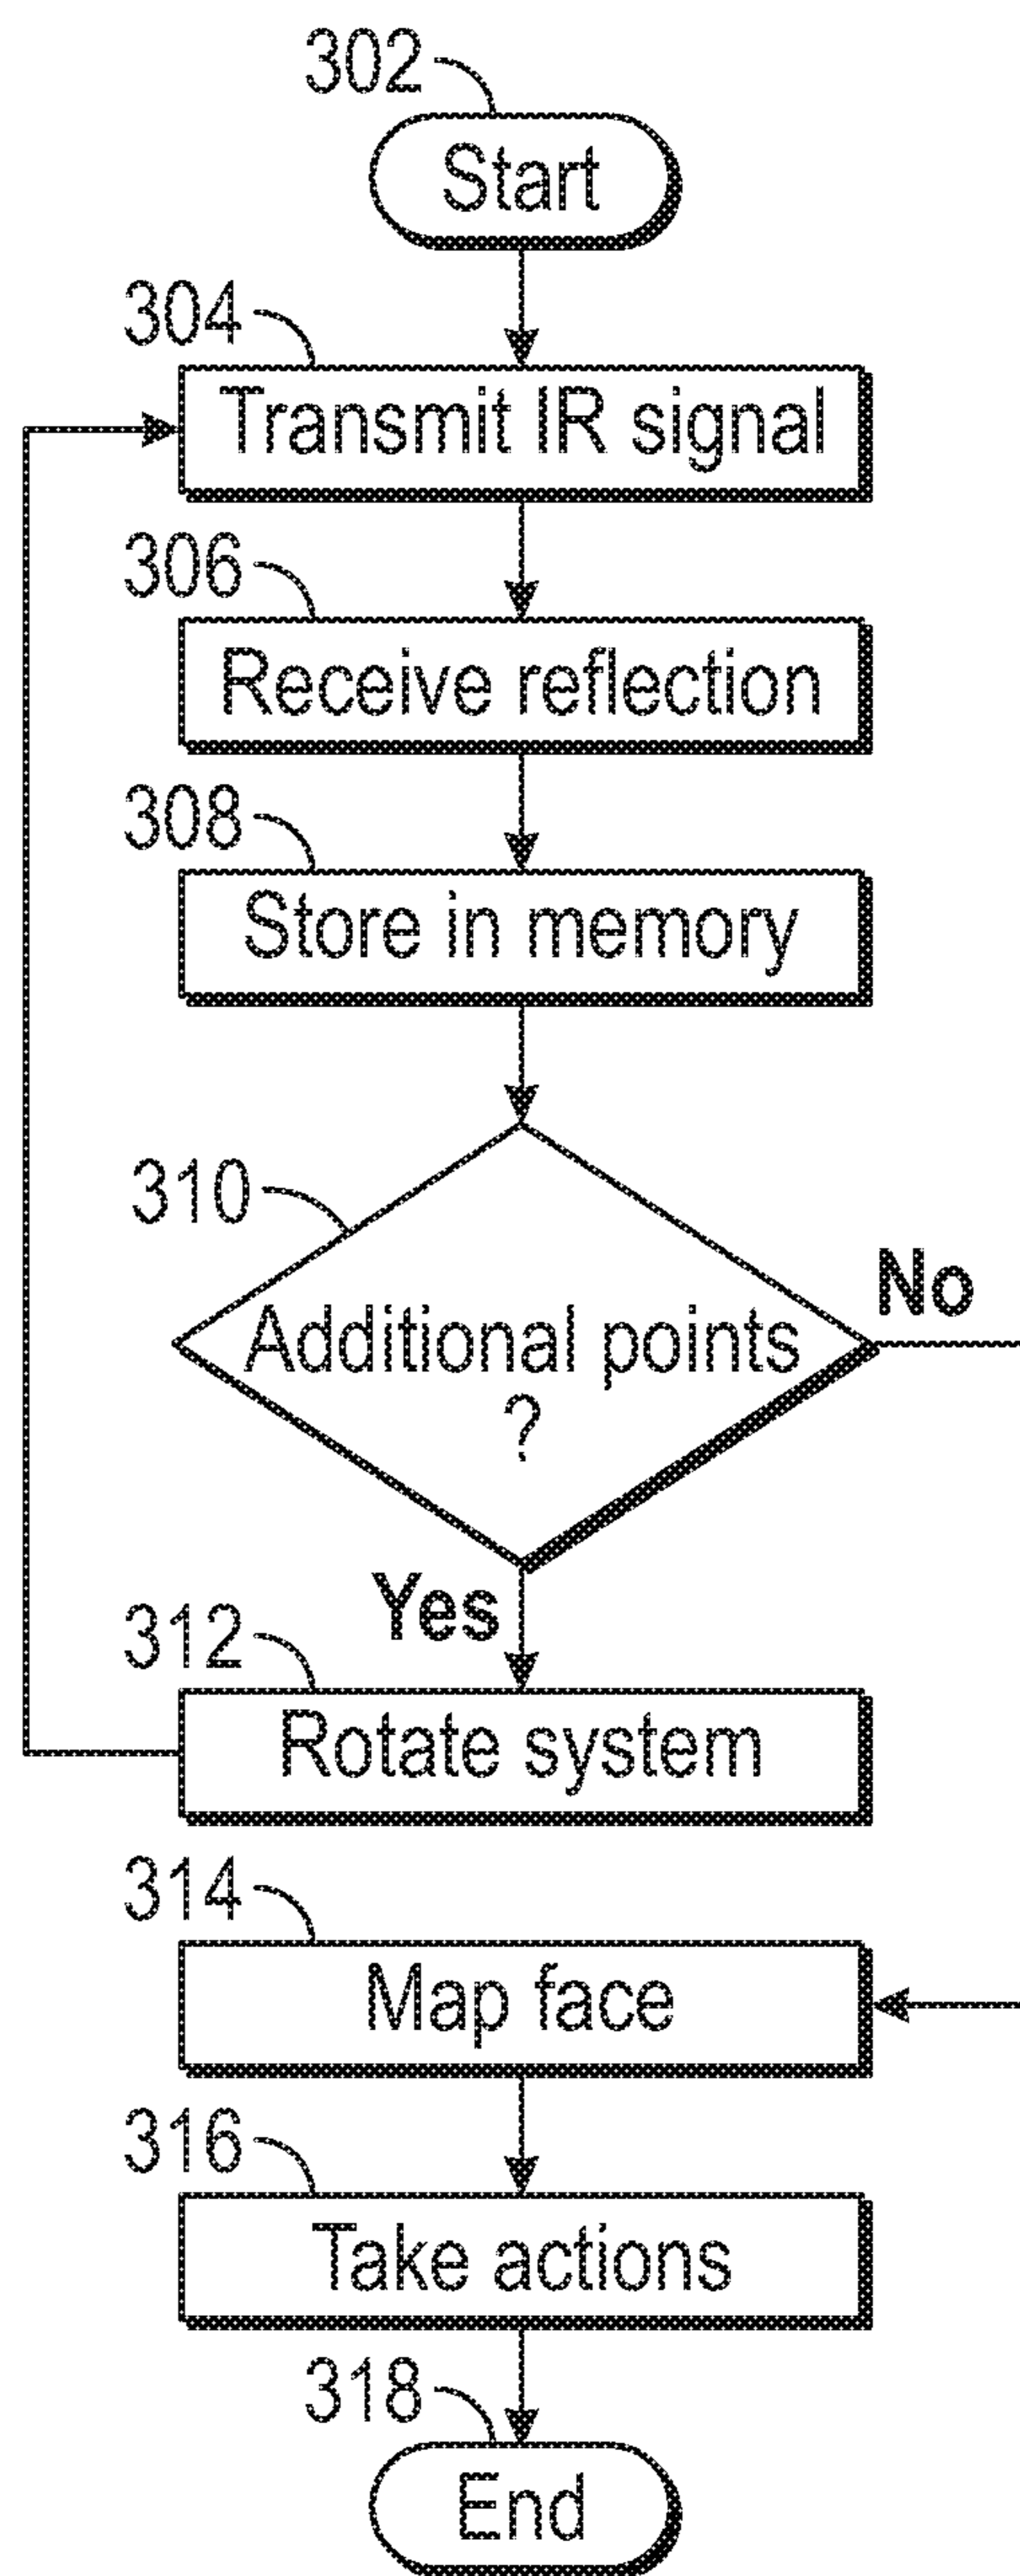 302
Start
304
Transmit IR signal
306
Receive reflection
308
Store in memory
310
Additional points
?
No
Yes
312
Rotate system
314
Map face
316
Take actions
318
End